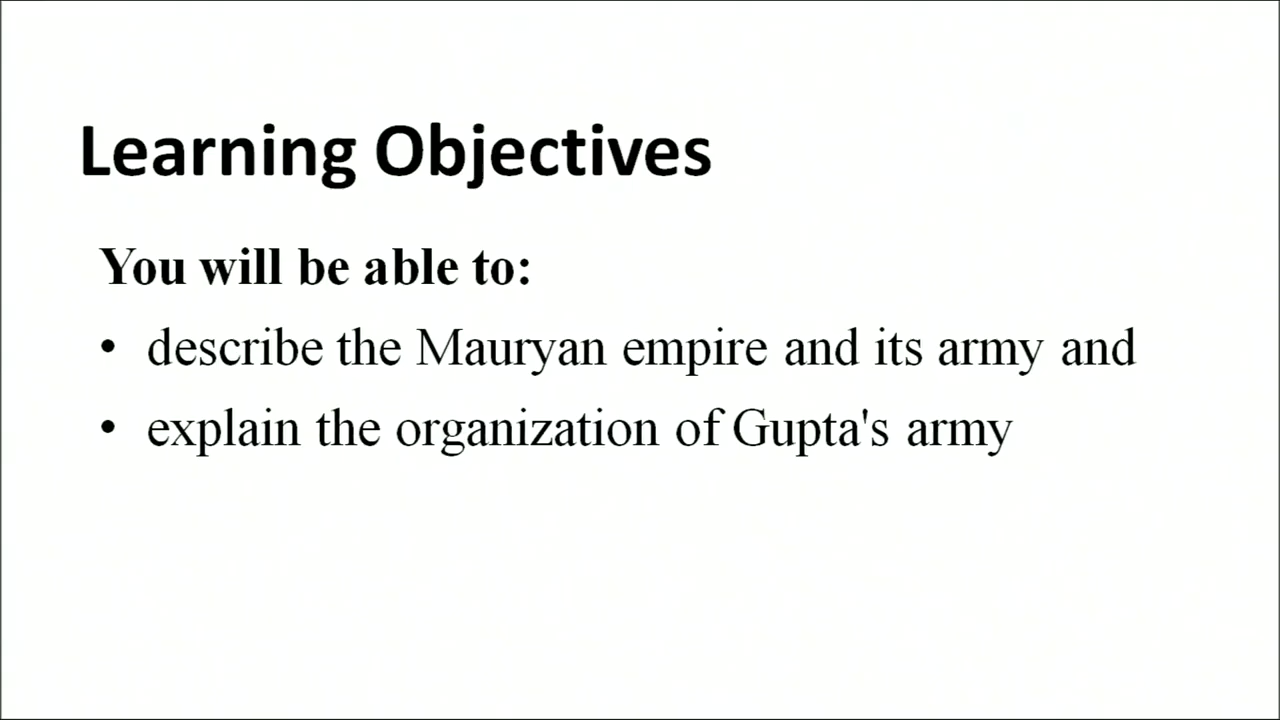 Learning Objectives
You will be able to:
• describe the Mauryan empire and its army and
• explain the organization of Gupta's army